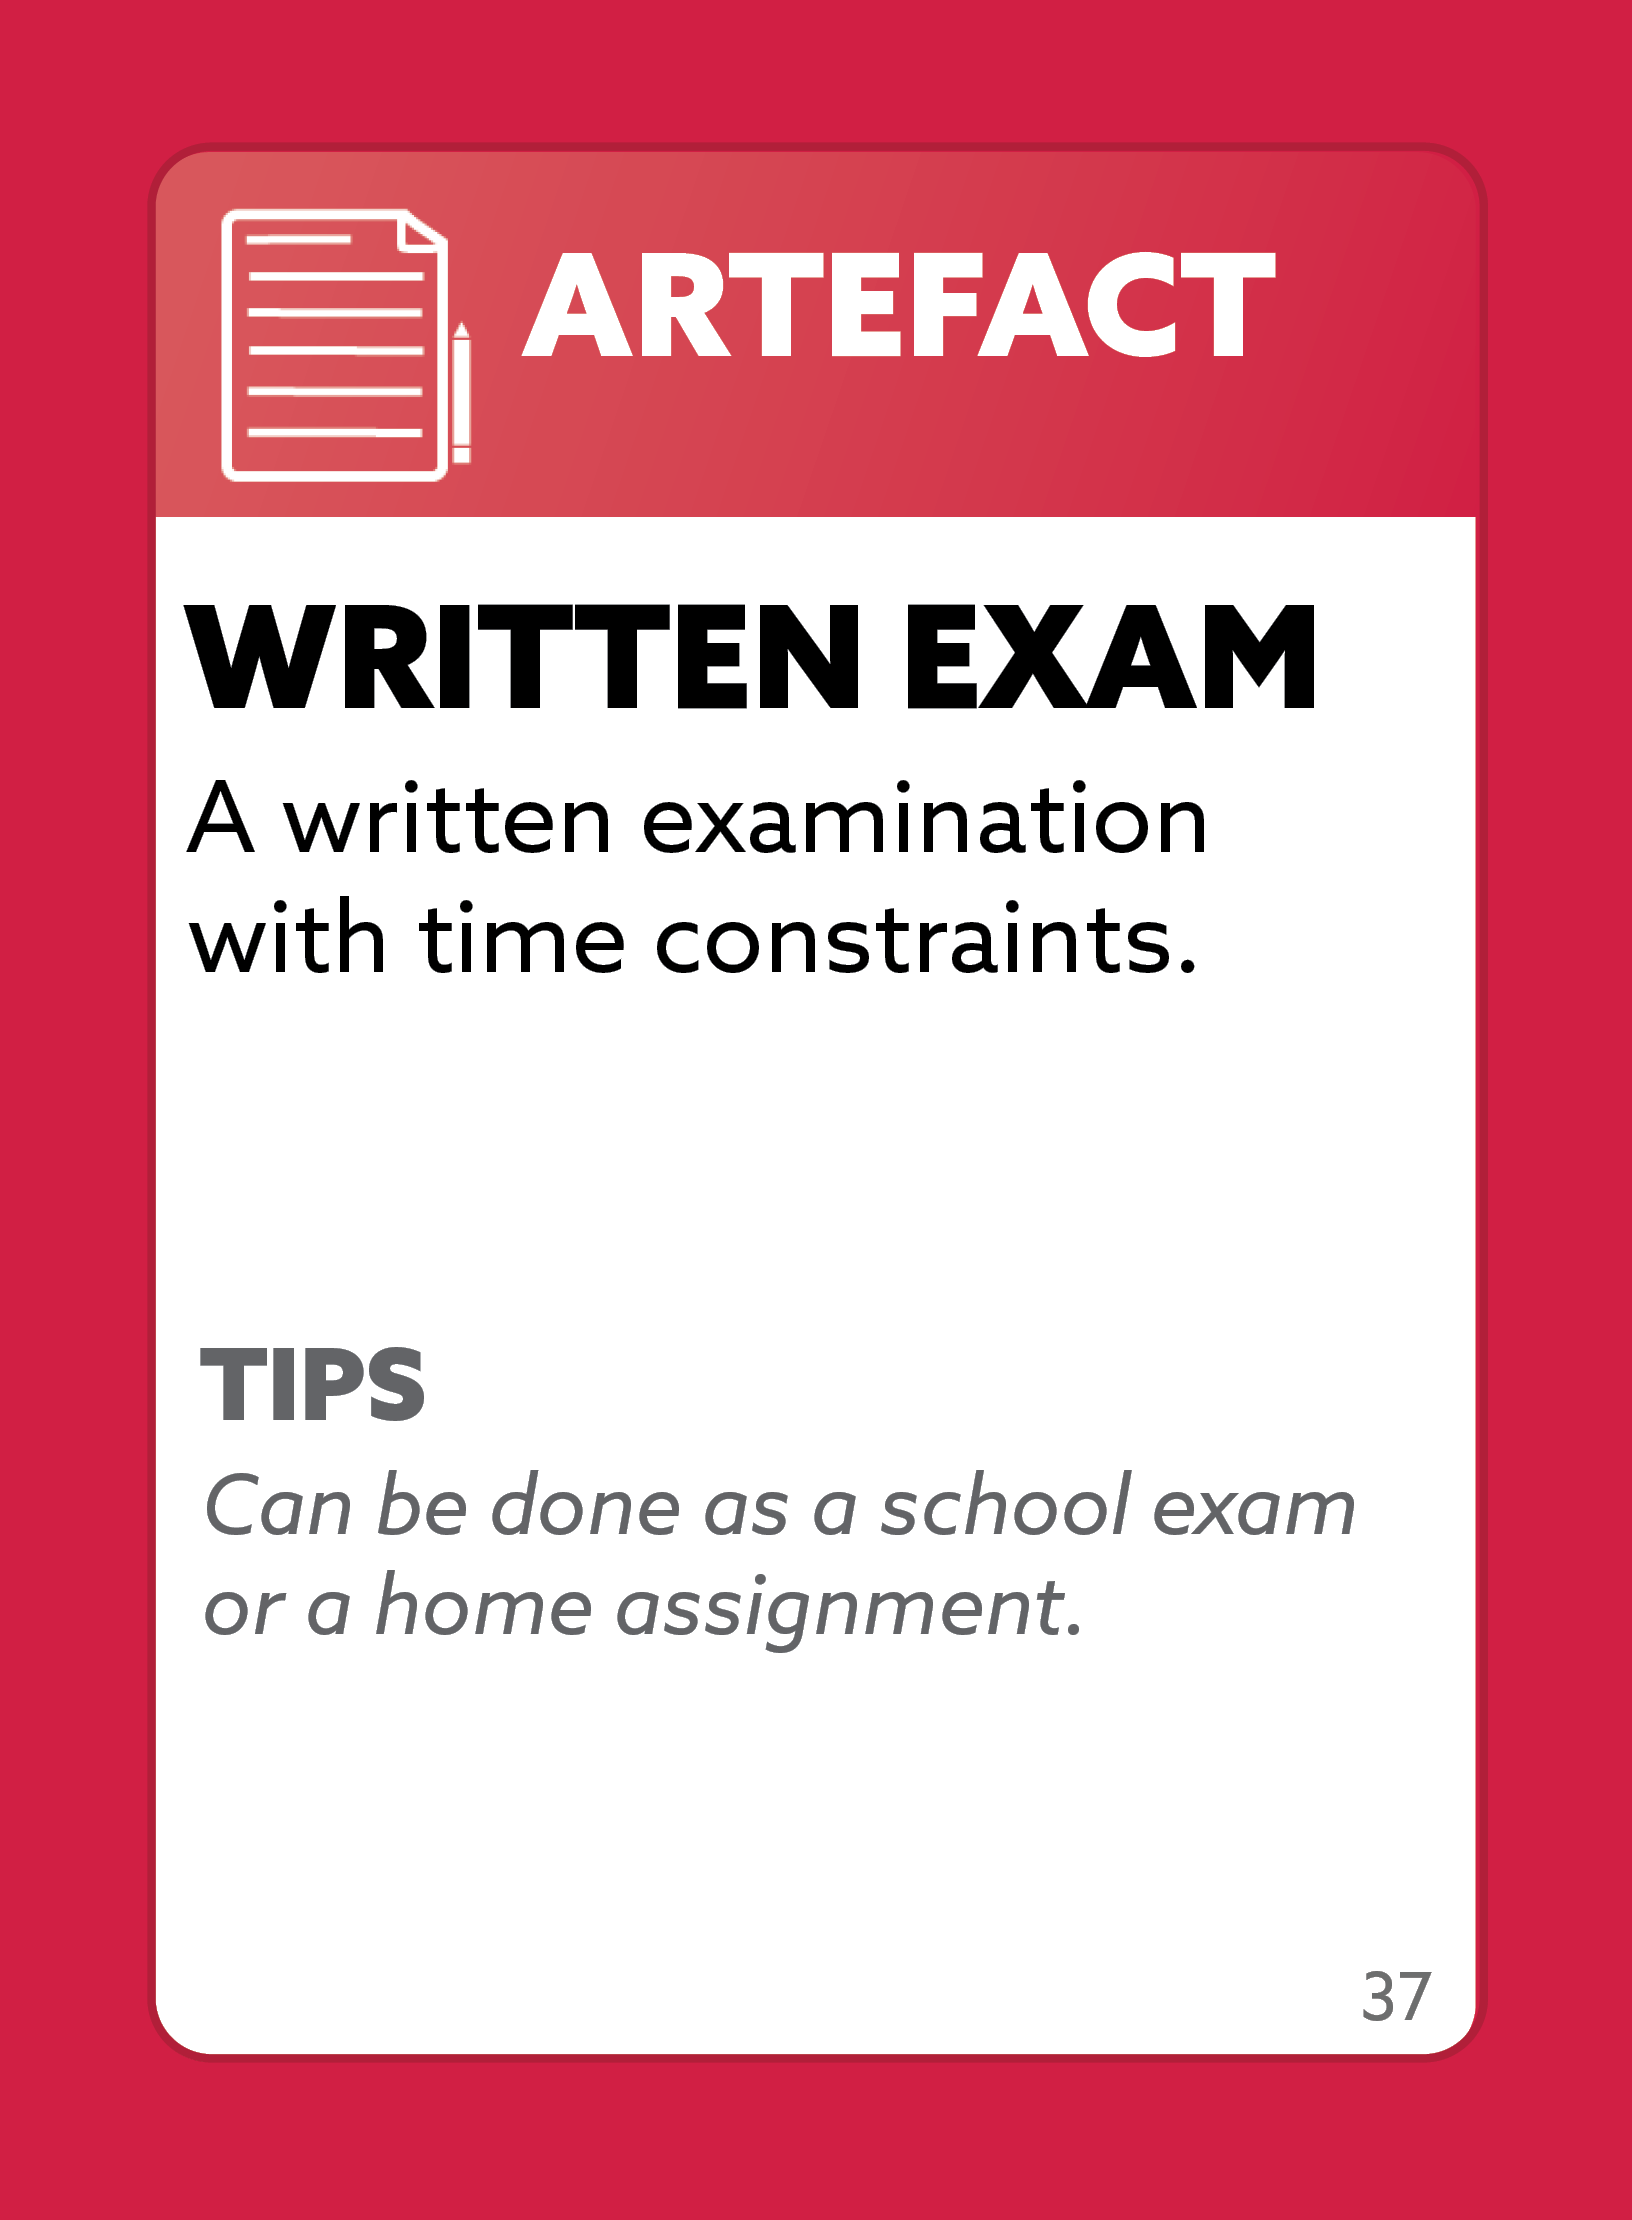 ARTEFACT
WRITTEN EXAM
A written examination
with time constraints.
TIPS
Can be done as a school exam
or a home assignment.
37